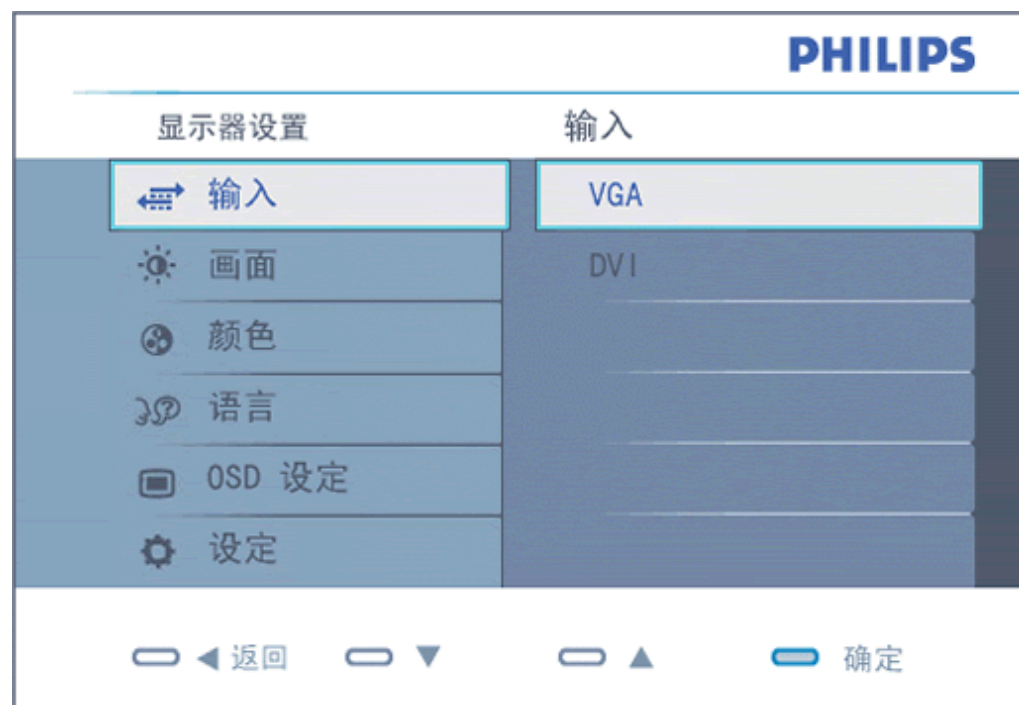 PHILIPS
显示器设置 输入
输入 VGA
画面 DVI
颜色
语言
OSD 设定
设定
返回 确定